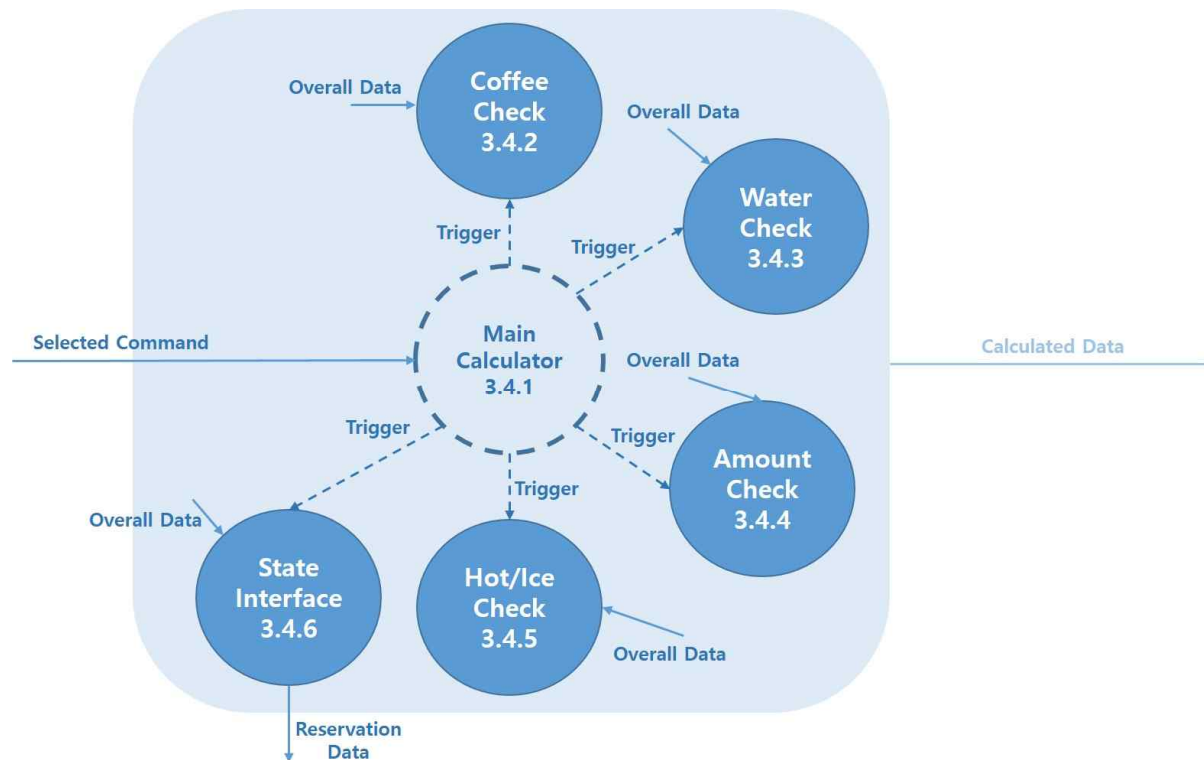 Overall Data
Coffee
Check
3.4.2
Overall Data
Water
Check
3.4.3
Trigger
Trigger
Selected Command
Main
Calculator
3.4.1
Calculated Data
Overall Data
Trigger
Trigger
Amount
Check
3.4.4
Trigger
Overall Data
State
Interface
3.4.6
Hot/Ice
Check
3.4.5
Overall Data
Reservation
Data